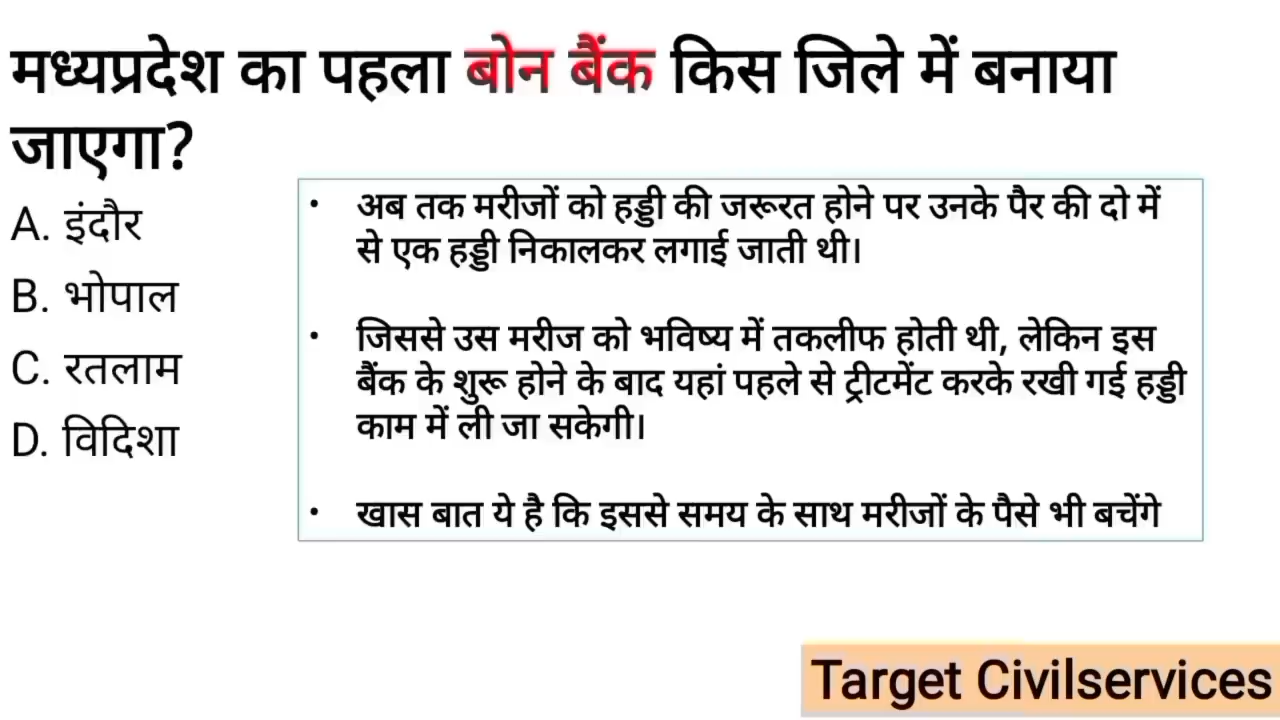 मध्यप्रदेश का पहला बोन बैंक किस जिले में बनाया
जाएगा?
A. इंदौर
B. भोपाल
C. रतलाम
D. विदिशा
• अब तक मरीजों को हड्डी की जरूरत होने पर उनके पैर की दो में
से एक हड्डी निकालकर लगाई जाती थी।
• जिससे उस मरीज को भविष्य में तकलीफ होती थी, लेकिन इस
बैंक के शुरू होने के बाद यहां पहले से ट्रीटमेंट करके रखी गई हड्डी
काम में ली जा सकेगी।
• खास बात ये है कि इससे समय के साथ मरीजों के पैसे भी बचेंगे
Target Civilservices